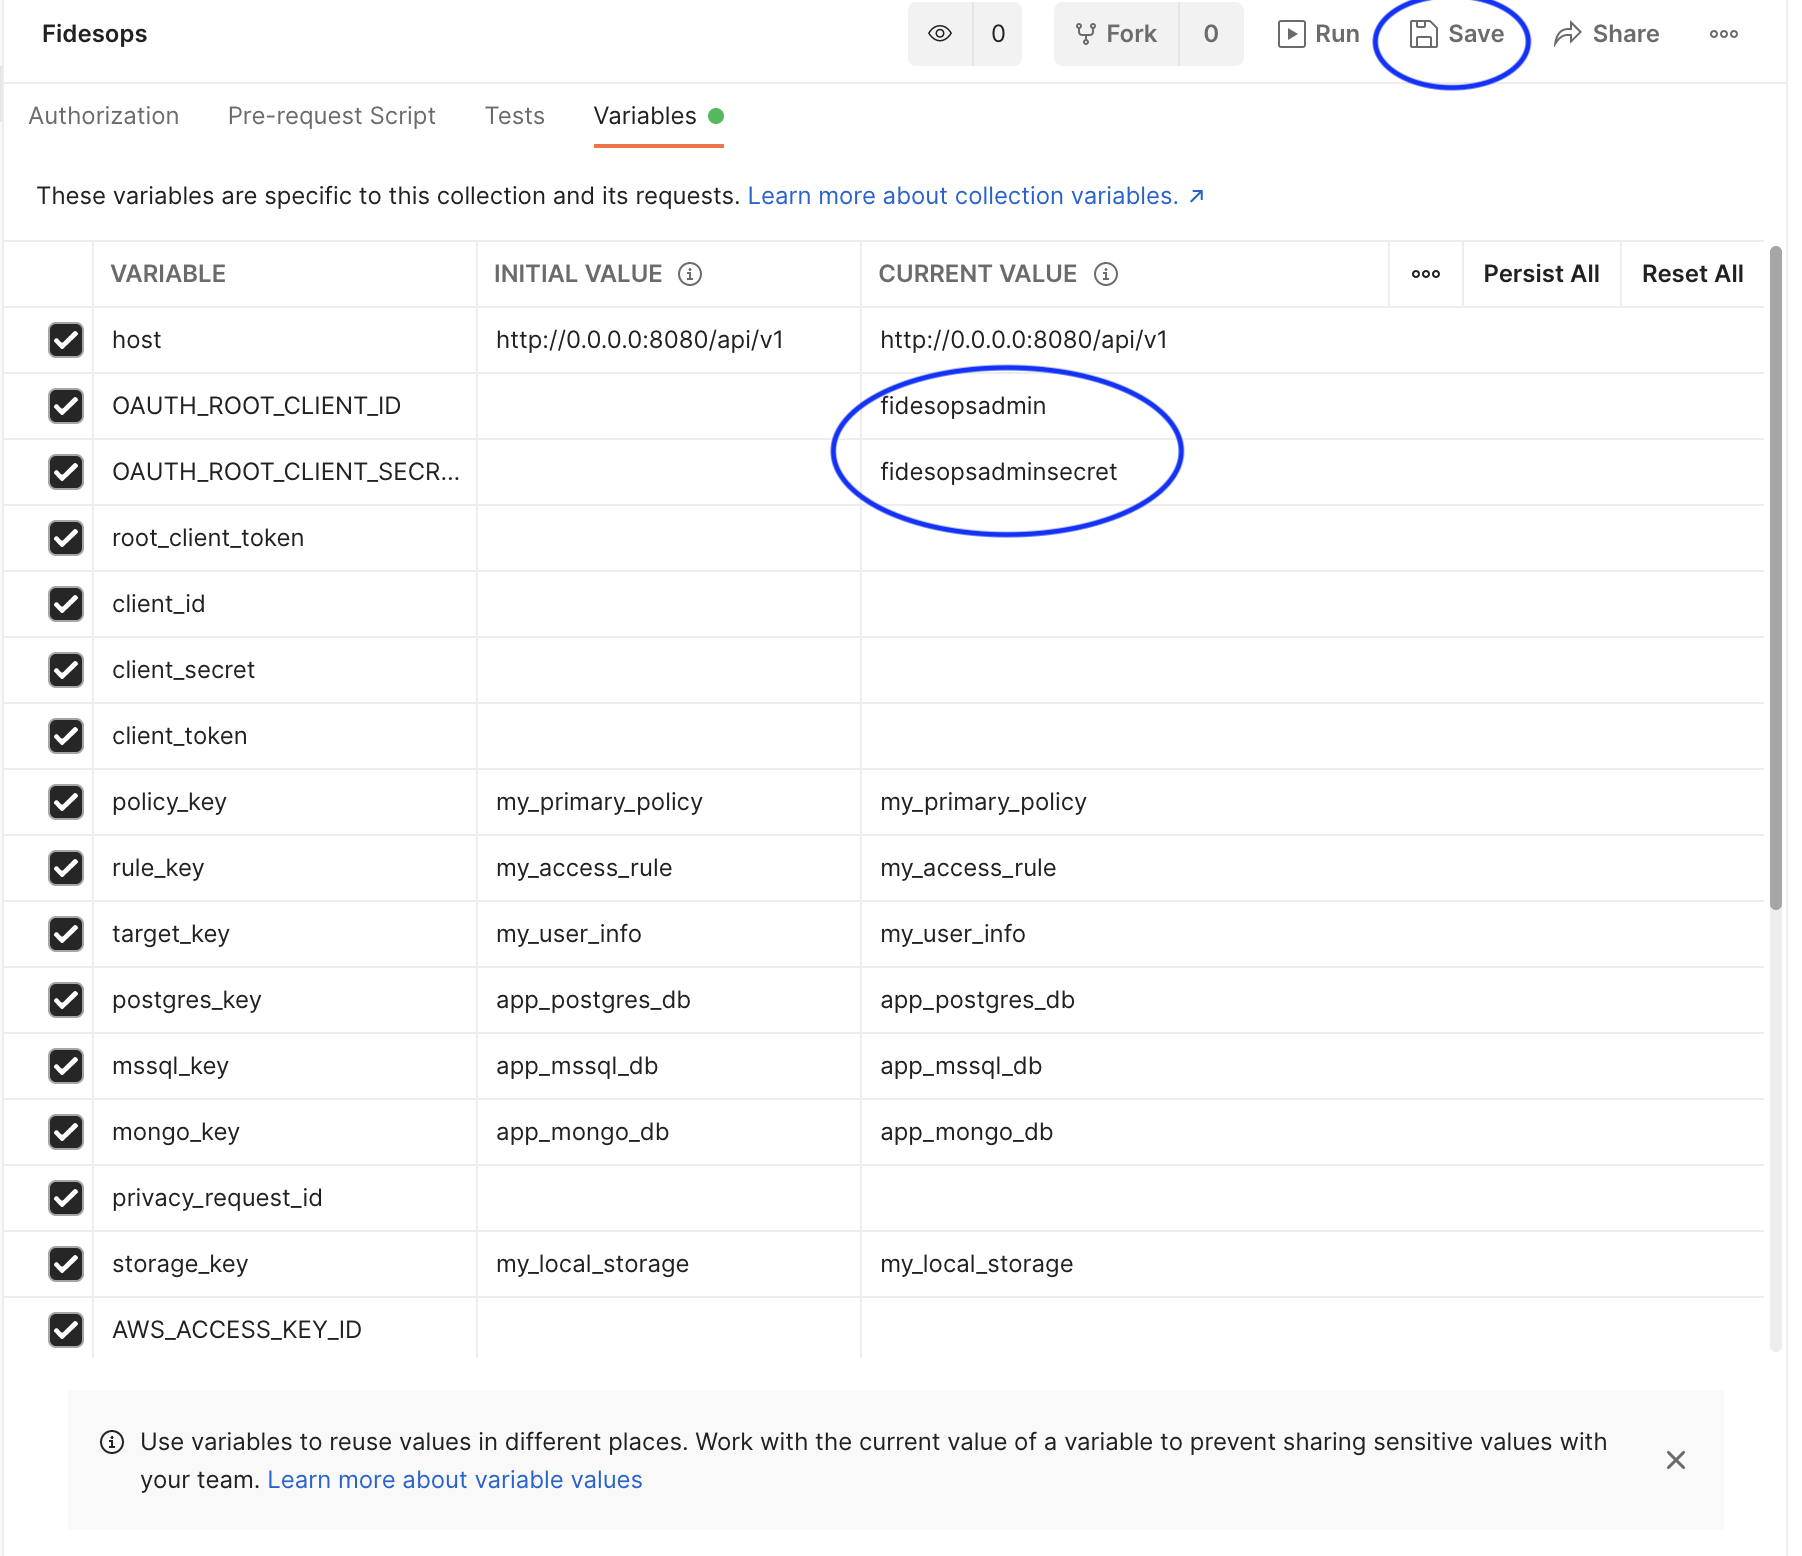 Fidesops 0 Fork 0 Run Save Share
Authorization Pre-request Script Tests Variables
These variables are specific to this collection and its requests. Learn more about collection variables. ↗
VARIABLE INITIAL VALUE CURRENT VALUE Persist All Reset All
host http://0.0.0.0:8080/api/v1 http://0.0.0.0:8080/api/v1
OAUTH_ROOT_CLIENT_ID fidesopsadmin
OAUTH_ROOT_CLIENT_SECR... fidesopsadminsecret
root_client_token
client_id
client_secret
client_token
policy_key my_primary_policy my_primary_policy
rule_key my_access_rule my_access_rule
target_key my_user_info my_user_info
postgres_key app_postgres_db app_postgres_db
mssql_key app_mssql_db app_mssql_db
mongo_key app_mongo_db app_mongo_db
privacy_request_id
storage_key my_local_storage my_local_storage
AWS_ACCESS_KEY_ID
Use variables to reuse values in different places. Work with the current value of a variable to prevent sharing sensitive values with
your team. Learn more about variable values